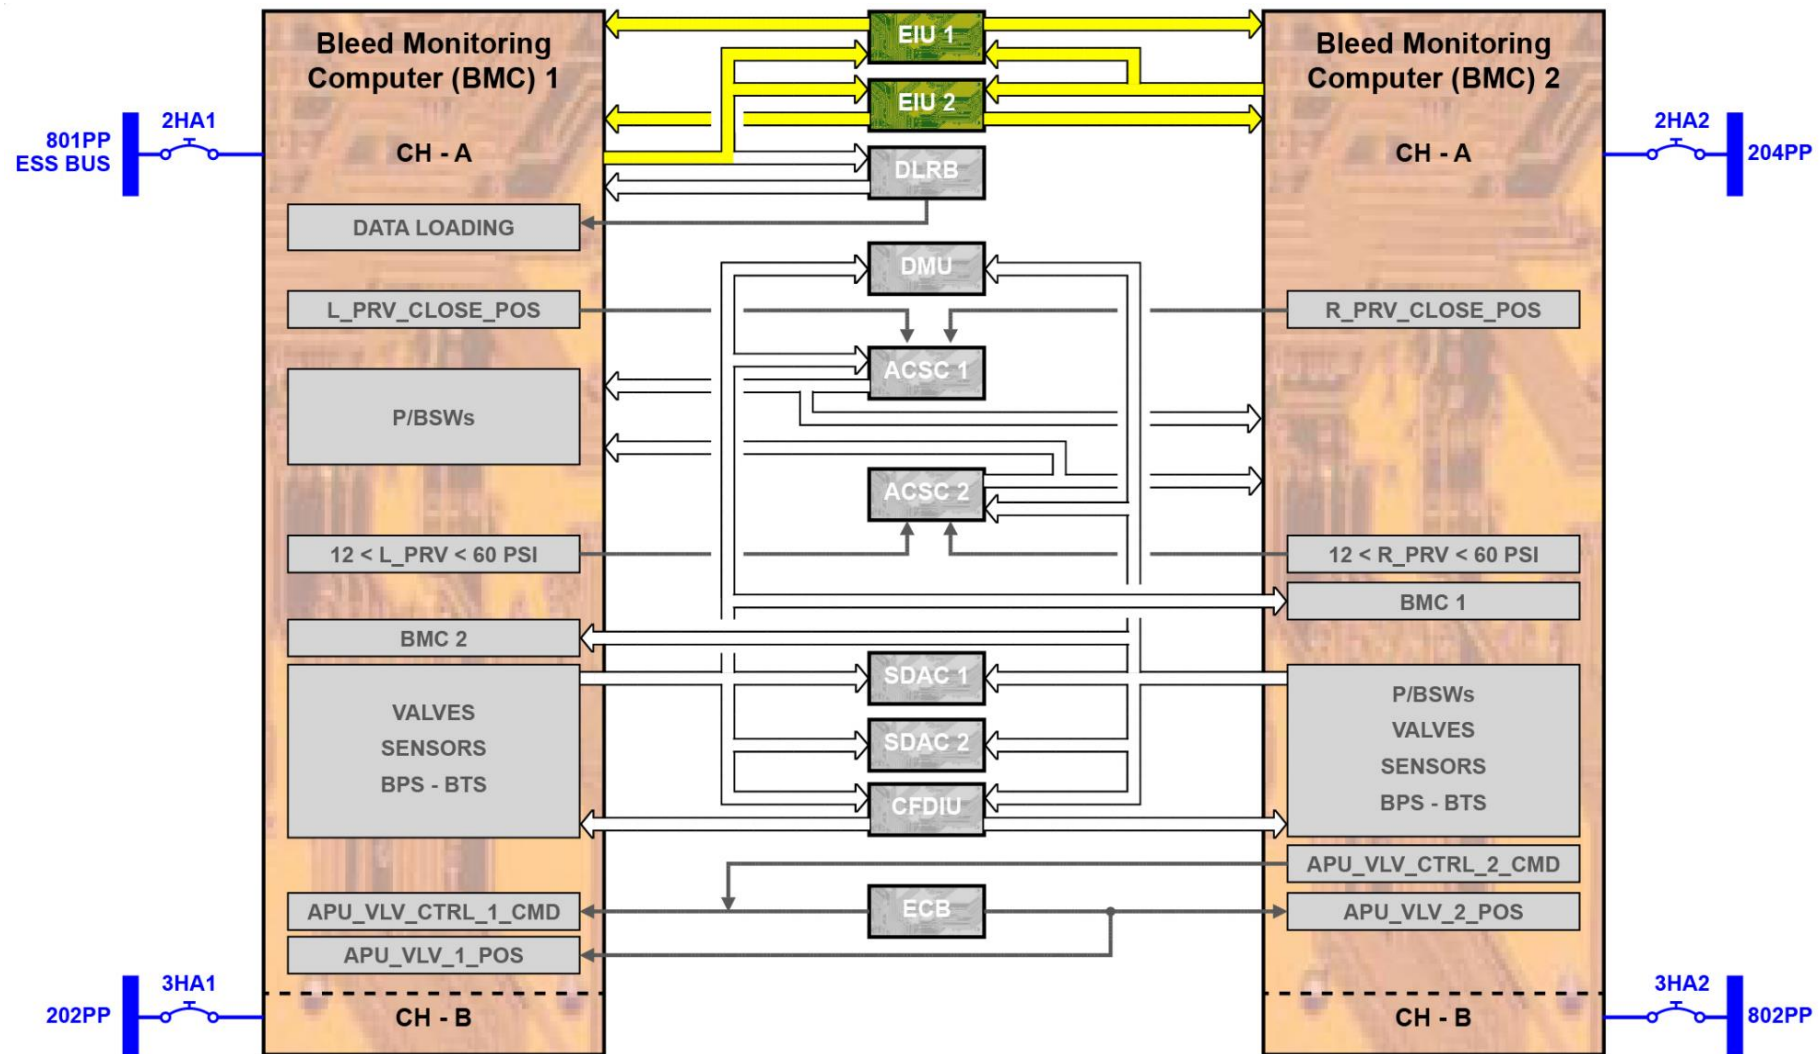 Bleed Monitoring
Computer (BMC) 1
801PP
ESS BUS
2HA1
CH - A
DATA LOADING
L_PRV_CLOSE_POS
P/BSWs
12 < L_PRV < 60 PSI
BMC 2
VALVES
SENSORS
BPS - BTS
APU_VLV_CTRL_1_CMD
APU_VLV_1_POS
202PP
3HA1
CH - B
EIU 1
EIU 2
DLRB
DMU
ACSC 1
ACSC 2
SDAC 1
SDAC 2
CFDIU
ECB
Bleed Monitoring
Computer (BMC) 2
2HA2
204PP
CH - A
R_PRV_CLOSE_POS
12 < R_PRV < 60 PSI
BMC 1
P/BSWs
VALVES
SENSORS
BPS - BTS
APU_VLV_CTRL_2_CMD
APU_VLV_2_POS
3HA2
802PP
CH - B